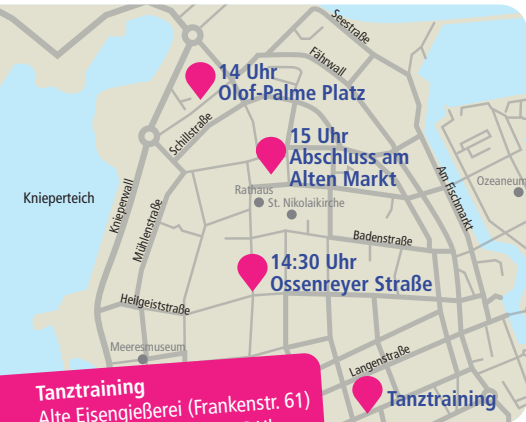 Seestraße
Fährwall
14 Uhr
Olof-Palme Platz
Schillstraße
15 Uhr
Abschluss am
Alten Markt
Am Fischmarkt
Ozeaneum
Knieperteich
Knieperwall
Mühlenstraße
Rathaus
St. Nikolaikirche
Badenstraße
14:30 Uhr
Ossenreyer Straße
Heilgeiststraße
Meeresmuseum
Langenstraße
Tanztraining
Tanztraining
Alte Eisengießerei (Frankenstr. 61)